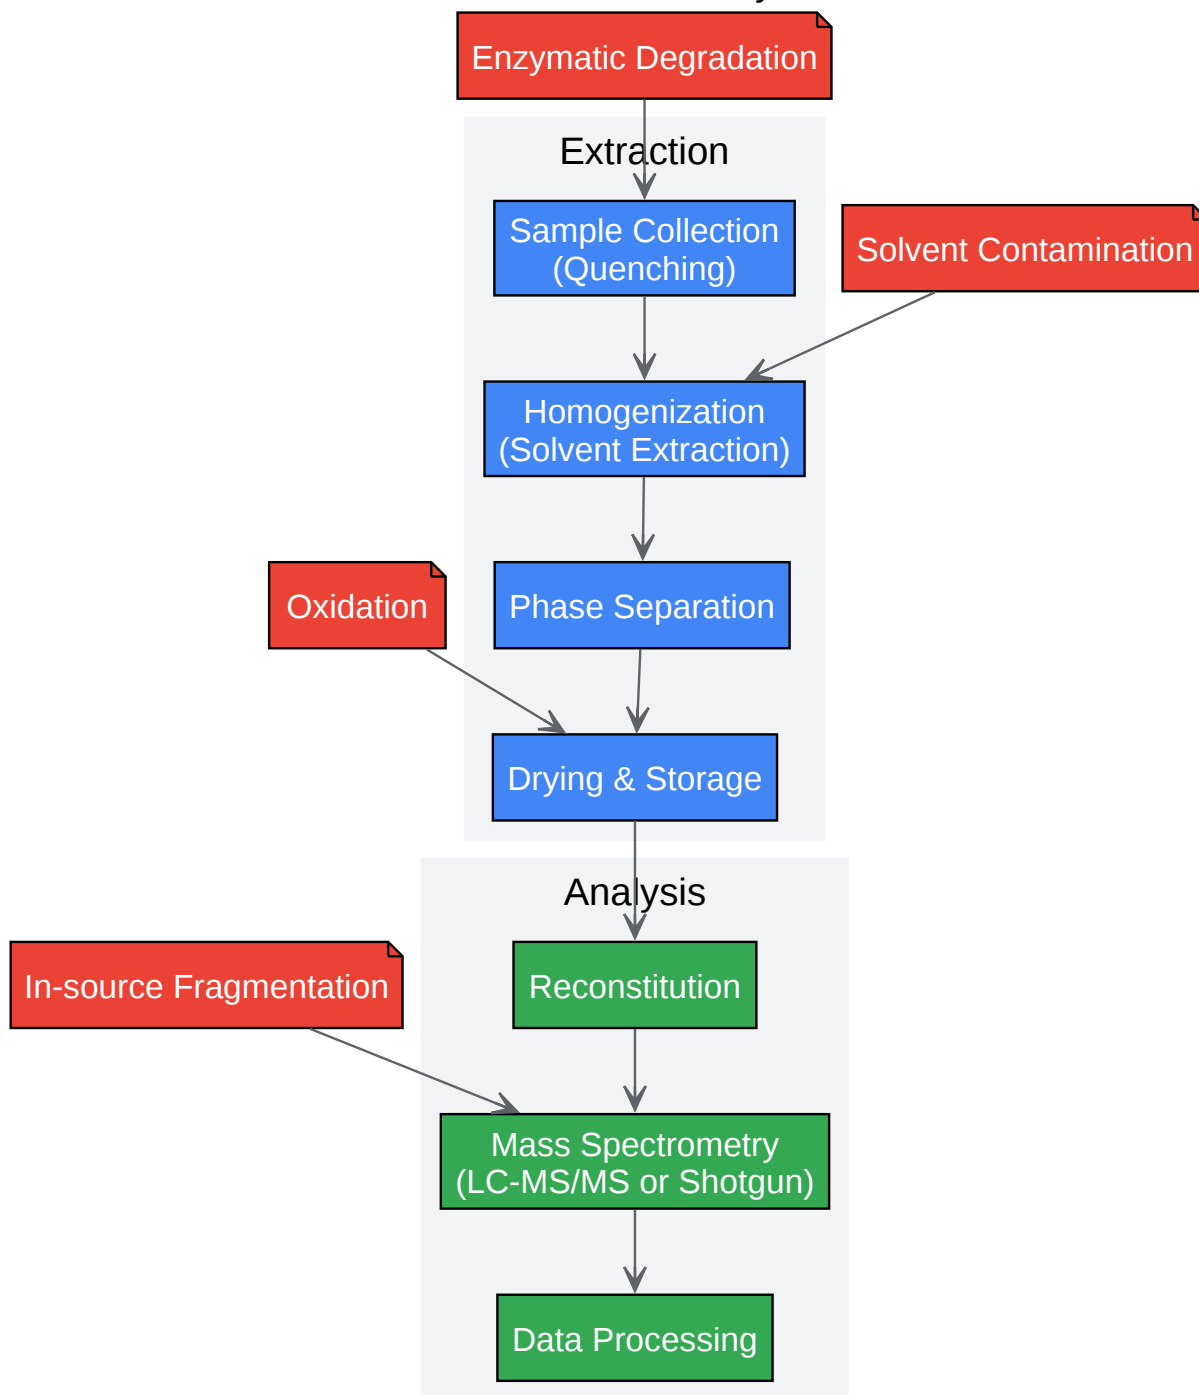 Enzymatic Degradation
Extraction
Sample Collection
(Quenching)
Solvent Contamination
Homogenization
(Solvent Extraction)
Oxidation
Phase Separation
Drying & Storage
Analysis
In-source Fragmentation
Reconstitution
Mass Spectrometry
(LC-MS/MS or Shotgun)
Data Processing